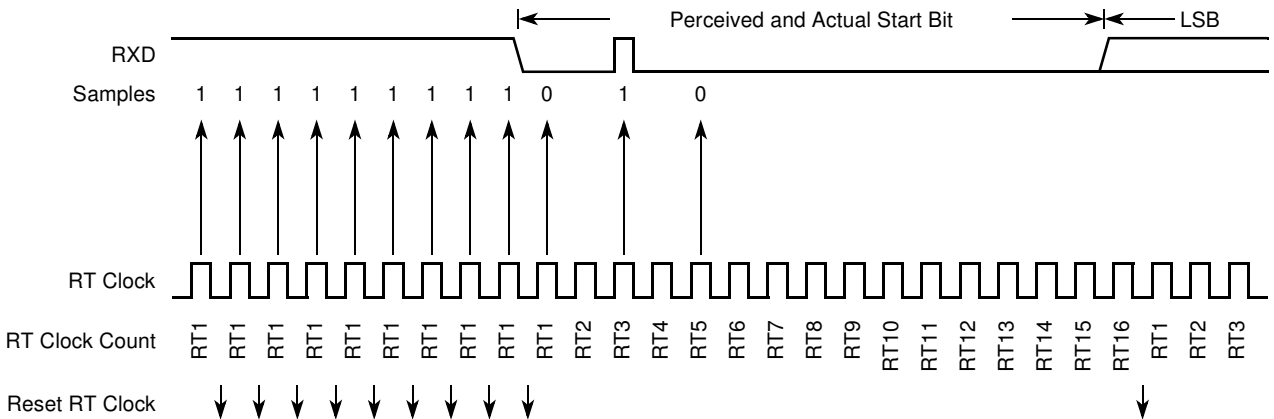 Perceived and Actual Start Bit LSB
RXD
Samples 1 1 1 1 1 1 1 1 1 0 1 0
RT Clock
RT Clock Count RT1 RT1 RT1 RT1 RT1 RT1 RT1 RT1 RT1 RT1 RT2 RT3 RT4 RT5 RT6 RT7 RT8 RT9 RT10 RT11 RT12 RT13 RT14 RT15 RT16 RT1 RT2 RT3
Reset RT Clock